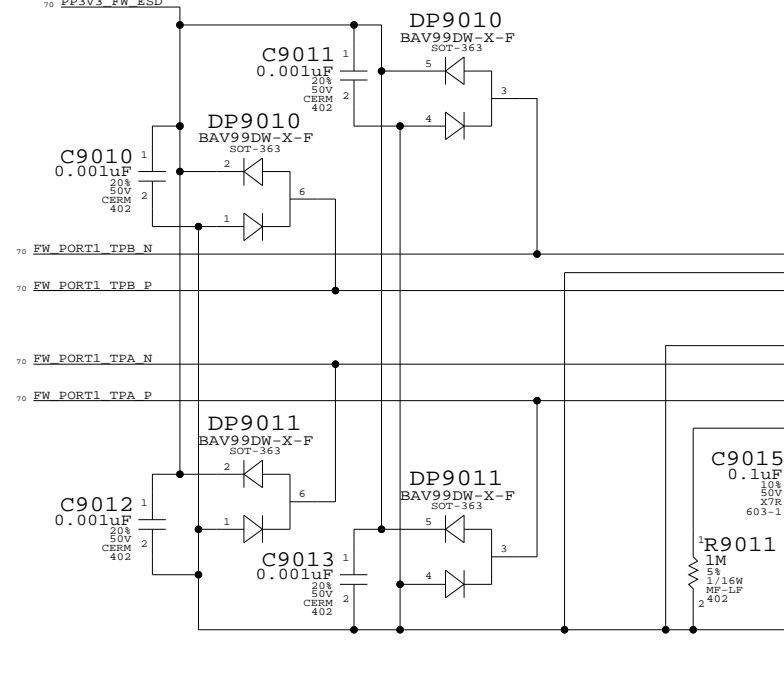 70 PP3V3_FW_ESD
DP9010
BAV99DW-X-F
SOT-363
C9011
0.001uF
20%
50V
CERM
402
1
2
5
4
3
DP9010
BAV99DW-X-F
SOT-363
C9010
0.001uF
20%
50V
CERM
402
1
2
2
1
6
70 FW_PORT1_TPB_N
70 FW_PORT1_TPB_P
70 FW_PORT1_TPA_N
70 FW_PORT1_TPA_P
DP9011
BAV99DW-X-F
SOT-363
C9012
0.001uF
20%
50V
CERM
402
1
2
2
1
6
DP9011
BAV99DW-X-F
SOT-363
C9013
0.001uF
20%
50V
CERM
402
1
2
5
4
3
C9015
0.1uF
10%
50V
X7R
603-1
R9011
1M
5%
1/16W
MF-LF
402
1
2